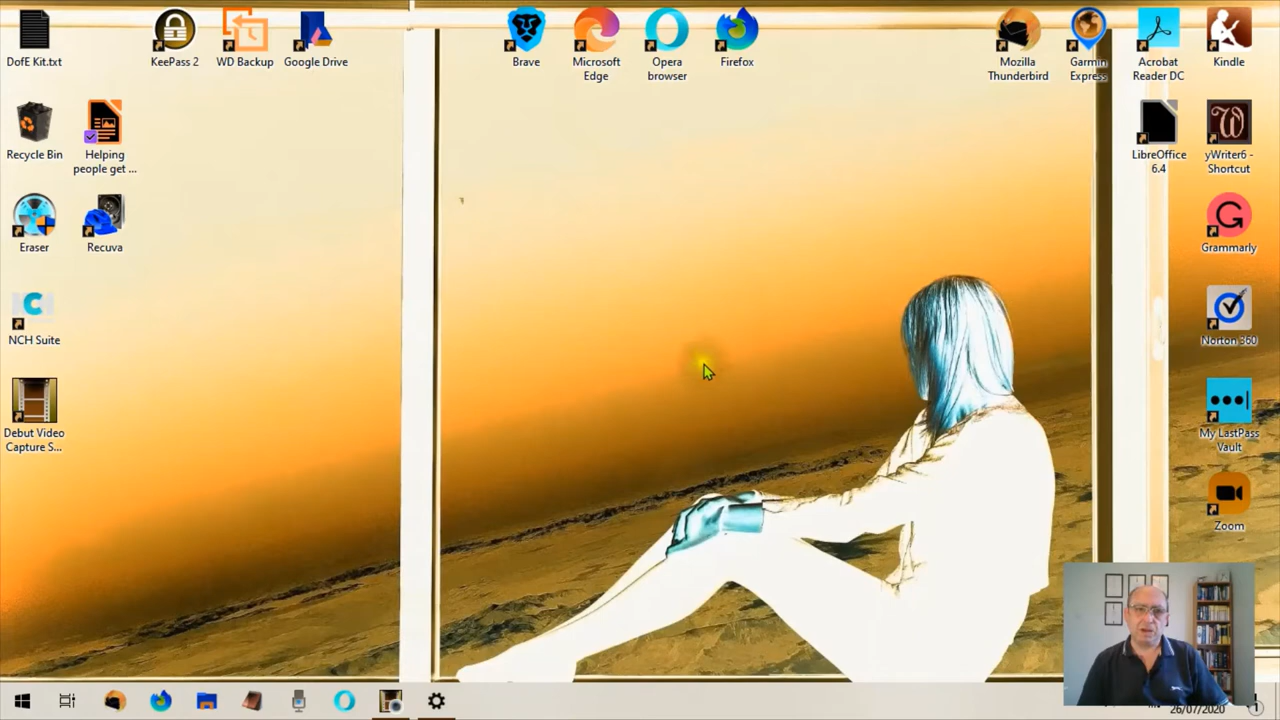 DofE Kit.txt
KeePass 2
WD Backup
Google Drive
Brave
Microsoft
Edge
Opera
browser
Firefox
Mozilla
Thunderbird
Garmin
Express
Acrobat
Reader DC
Kindle
Recycle Bin
Helping
people get ...
LibreOffice
6.4
yWriter6 -
Shortcut
Eraser
Recuva
Grammarly
NCH Suite
Norton 360
Debut Video
Capture S...
My LastPass
Vault
Zoom
26/07/2020